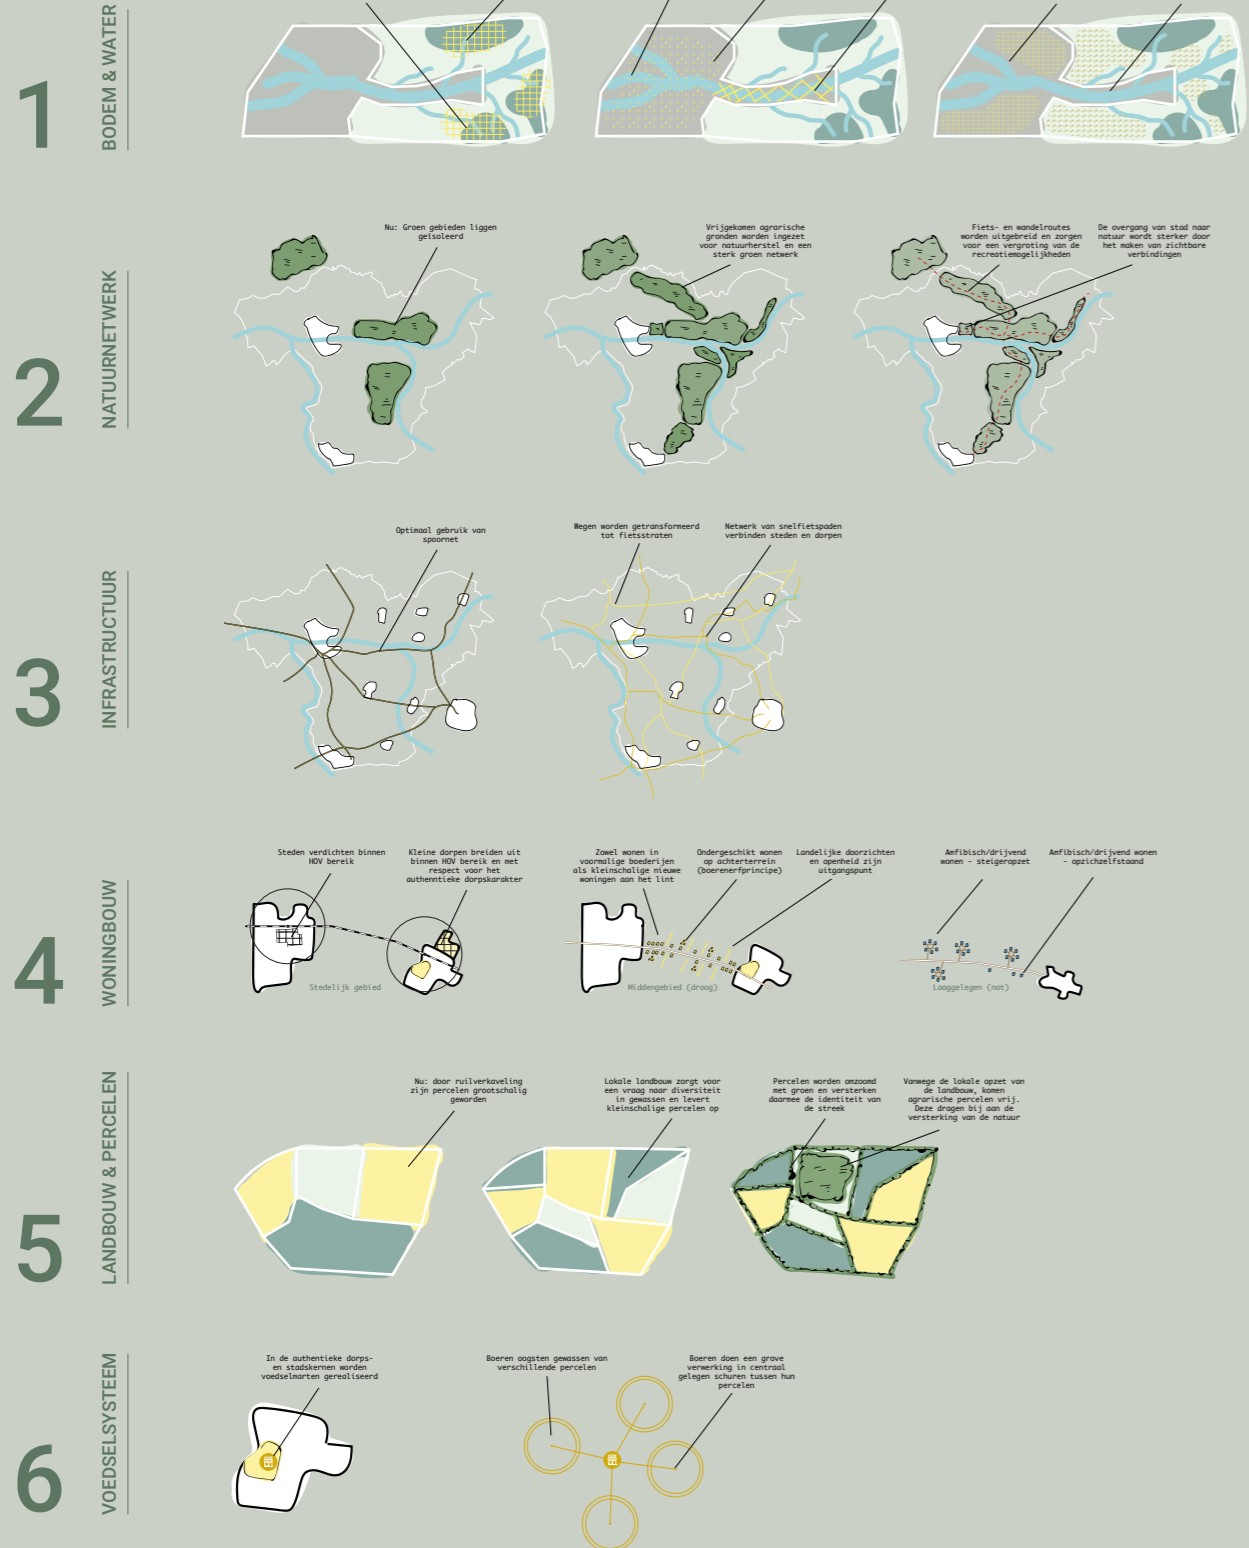 1
BODEM & WATER
2
NATUURNETWERK
Nu: Groen gebieden liggen
geïsoleerd
Vrijgekomen agrarische
gronden worden ingezet
voor natuurherstel en een
sterk groen netwerk
Fiets- en wandelroutes
worden uitgebreid en zorgen
voor een vergroting van de
recreatiemogelijkheden
De overgang van stad naar
natuur wordt sterker door
het maken van zichtbare
verbindingen
3
INFRASTRUCTUUR
Optimaal gebruik van
spoornet
Wegen worden getransformeerd
tot fietsstraten
Netwerk van snelfietspaden
verbinden steden en dorpen
4
WONINGBOUW
Steden verdichten binnen
HOV bereik
Kleine dorpen breiden uit
binnen HOV bereik en met
respect voor het
authenntieke dorpskarakter
Stedelijk gebied
Zowel wonen in
voormalige boederijen
als kleinschalige nieuwe
woningen aan het lint
Ondergeschikt wonen
op achterterrein
(boerenerfprincipe)
Landelijke doorzichten
en openheid zijn
uitgangspunt
Middengebied (droog)
Amfibisch/drijvend
wonen - steigeropzet
Amfibisch/drijvend wonen
- opzichzelfstaand
Laaggelegen (nat)
5
LANDBOUW & PERCELEN
Nu: door ruilverkaveling
zijn percelen grootschalig
geworden
Lokale landbouw zorgt voor
een vraag naar diversiteit
in gewassen en levert
kleinschalige percelen op
Percelen worden omzoomd
met groen en versterken
daarmee de identiteit van
de streek
Vanwege de lokale opzet van
de landbouw, komen
agrarische percelen vrij.
Deze dragen bij aan de
versterking van de natuur
6
VOEDSELSYSTEEM
In de authentieke dorps-
en stadskernen worden
voedselmarten gerealiseerd
Boeren oogsten gewassen van
verschillende percelen
Boeren doen een grove
verwerking in centraal
gelegen schuren tussen hun
percelen